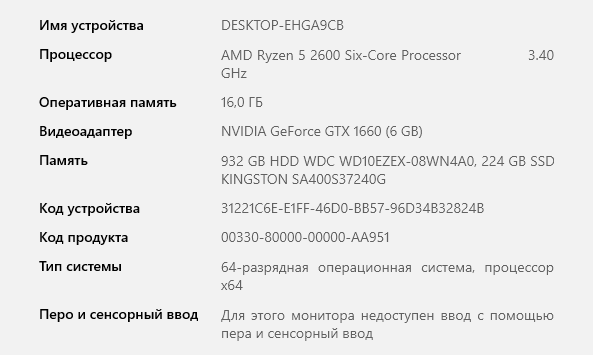 Имя устройства DESKTOP-EHGA9CB
Процессор AMD Ryzen 5 2600 Six-Core Processor 3.40
GHz
Оперативная память 16,0 ГБ
Видеоадаптер NVIDIA GeForce GTX 1660 (6 GB)
Память 932 GB HDD WDC WD10EZEX-08WN4A0, 224 GB SSD
KINGSTON SA400S37240G
Код устройства 31221C6E-E1FF-46D0-BB57-96D34B32824B
Код продукта 00330-80000-00000-AA951
Тип системы 64-разрядная операционная система, процессор
x64
Перо и сенсорный ввод Для этого монитора недоступен ввод с помощью
пера и сенсорный ввод